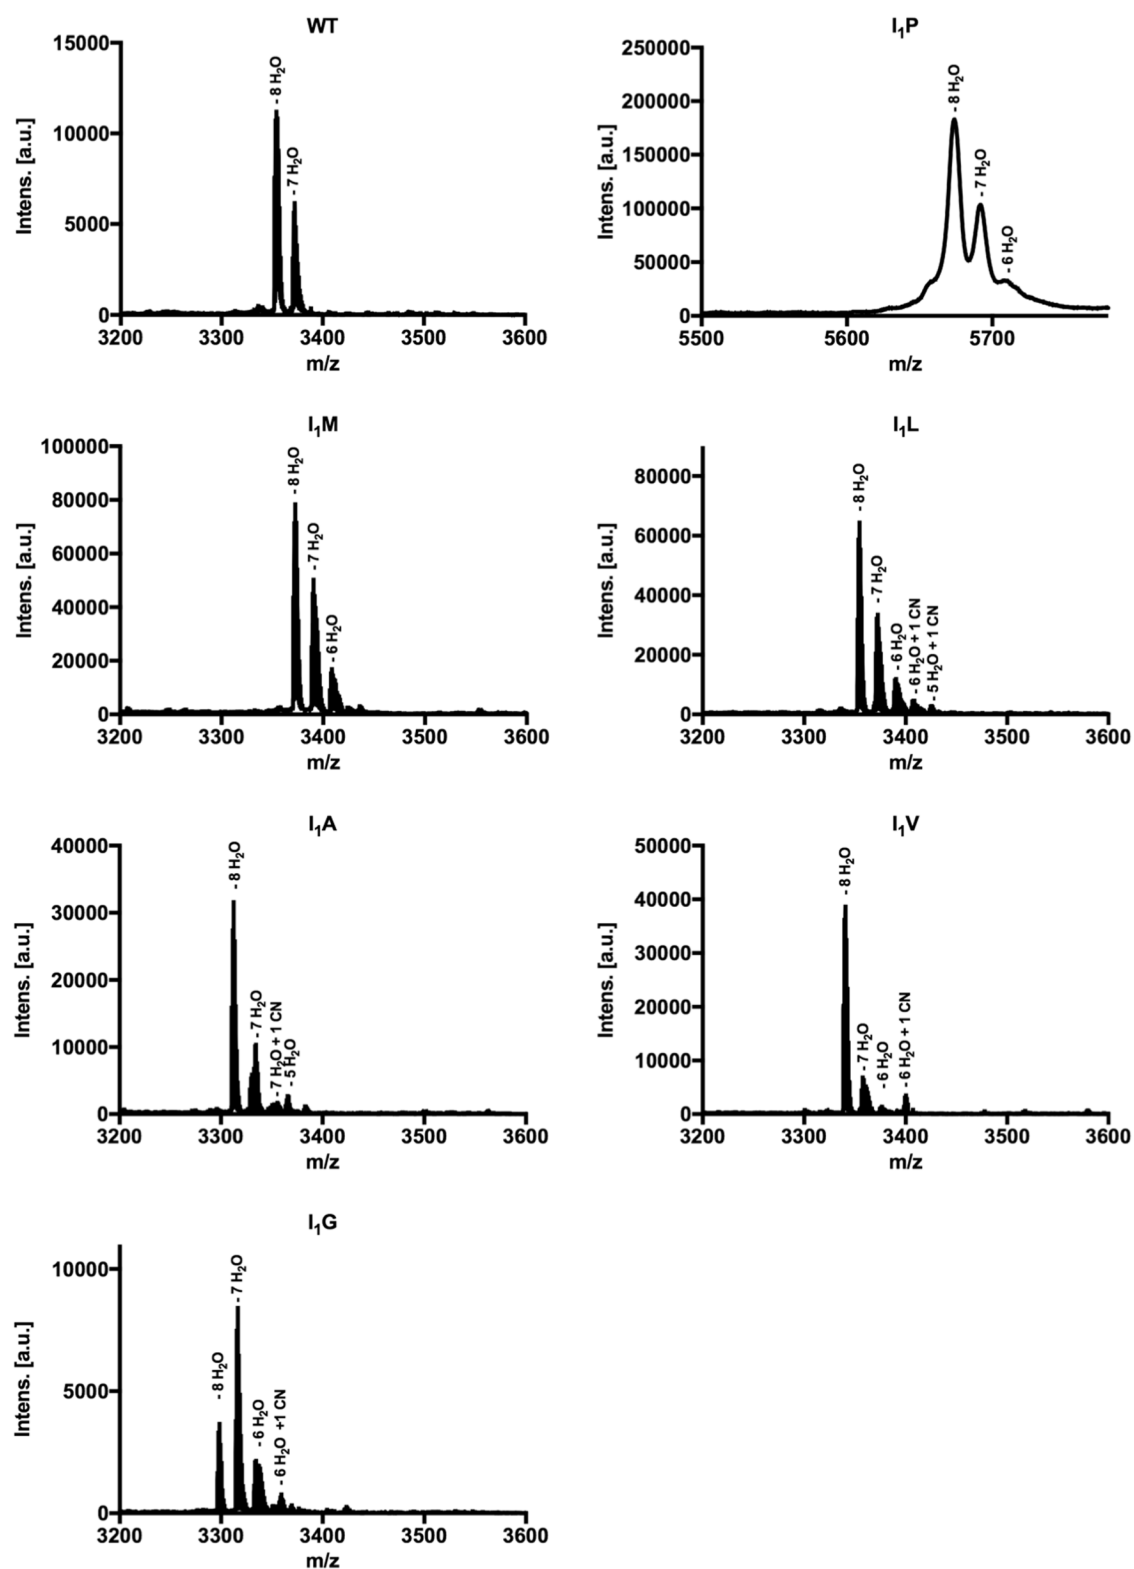 WT
15000
10000
5000
0
Intens. [a.u.]
- 8 H2O
- 7 H2O
3200 3300 3400 3500 3600
m/z
I1P
250000
200000
150000
100000
50000
0
Intens. [a.u.]
- 8 H2O
- 7 H2O
- 6 H2O
5500 5600 5700
m/z
I1M
100000
80000
60000
40000
20000
0
Intens. [a.u.]
- 8 H2O
- 7 H2O
- 6 H2O
3200 3300 3400 3500 3600
m/z
I1L
80000
60000
40000
20000
0
Intens. [a.u.]
- 8 H2O
- 7 H2O
- 6 H2O
- 6 H2O + 1 CN
- 5 H2O + 1 CN
3200 3300 3400 3500 3600
m/z
I1A
40000
30000
20000
10000
0
Intens. [a.u.]
- 8 H2O
- 7 H2O
- 7 H2O + 1 CN
- 5 H2O
3200 3300 3400 3500 3600
m/z
I1V
50000
40000
30000
20000
10000
0
Intens. [a.u.]
- 8 H2O
- 7 H2O
- 6 H2O
- 6 H2O + 1 CN
3200 3300 3400 3500 3600
m/z
I1G
10000
5000
0
Intens. [a.u.]
- 8 H2O
- 7 H2O
- 6 H2O
- 6 H2O +1 CN
3200 3300 3400 3500 3600
m/z